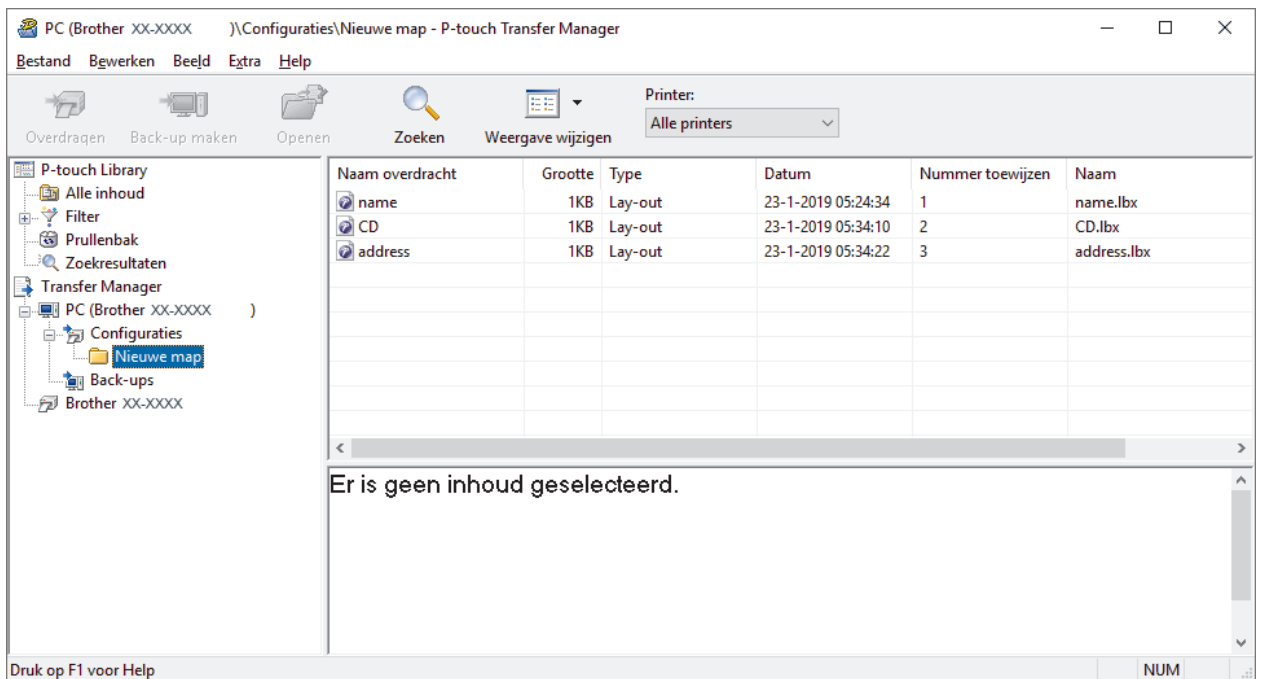 PC (Brother XX-XXXX )\Configuraties\Nieuwe map - P-touch Transfer Manager
Bestand Bewerken Beeld Extra Help
Overdragen Back-up maken Openen Zoeken Weergave wijzigen
Printer:
Alle printers
P-touch Library
Alle inhoud
Filter
Prullenbak
Zoekresultaten
Transfer Manager
PC (Brother XX-XXXX )
Configuraties
Nieuwe map
Back-ups
Brother XX-XXXX
Naam overdracht Grootte Type Datum Nummer toewijzen Naam
name 1KB Lay-out 23-1-2019 05:24:34 1 name.lbx
CD 1KB Lay-out 23-1-2019 05:34:10 2 CD.lbx
address 1KB Lay-out 23-1-2019 05:34:22 3 address.lbx
Er is geen inhoud geselecteerd.
Druk op F1 voor Help NUM